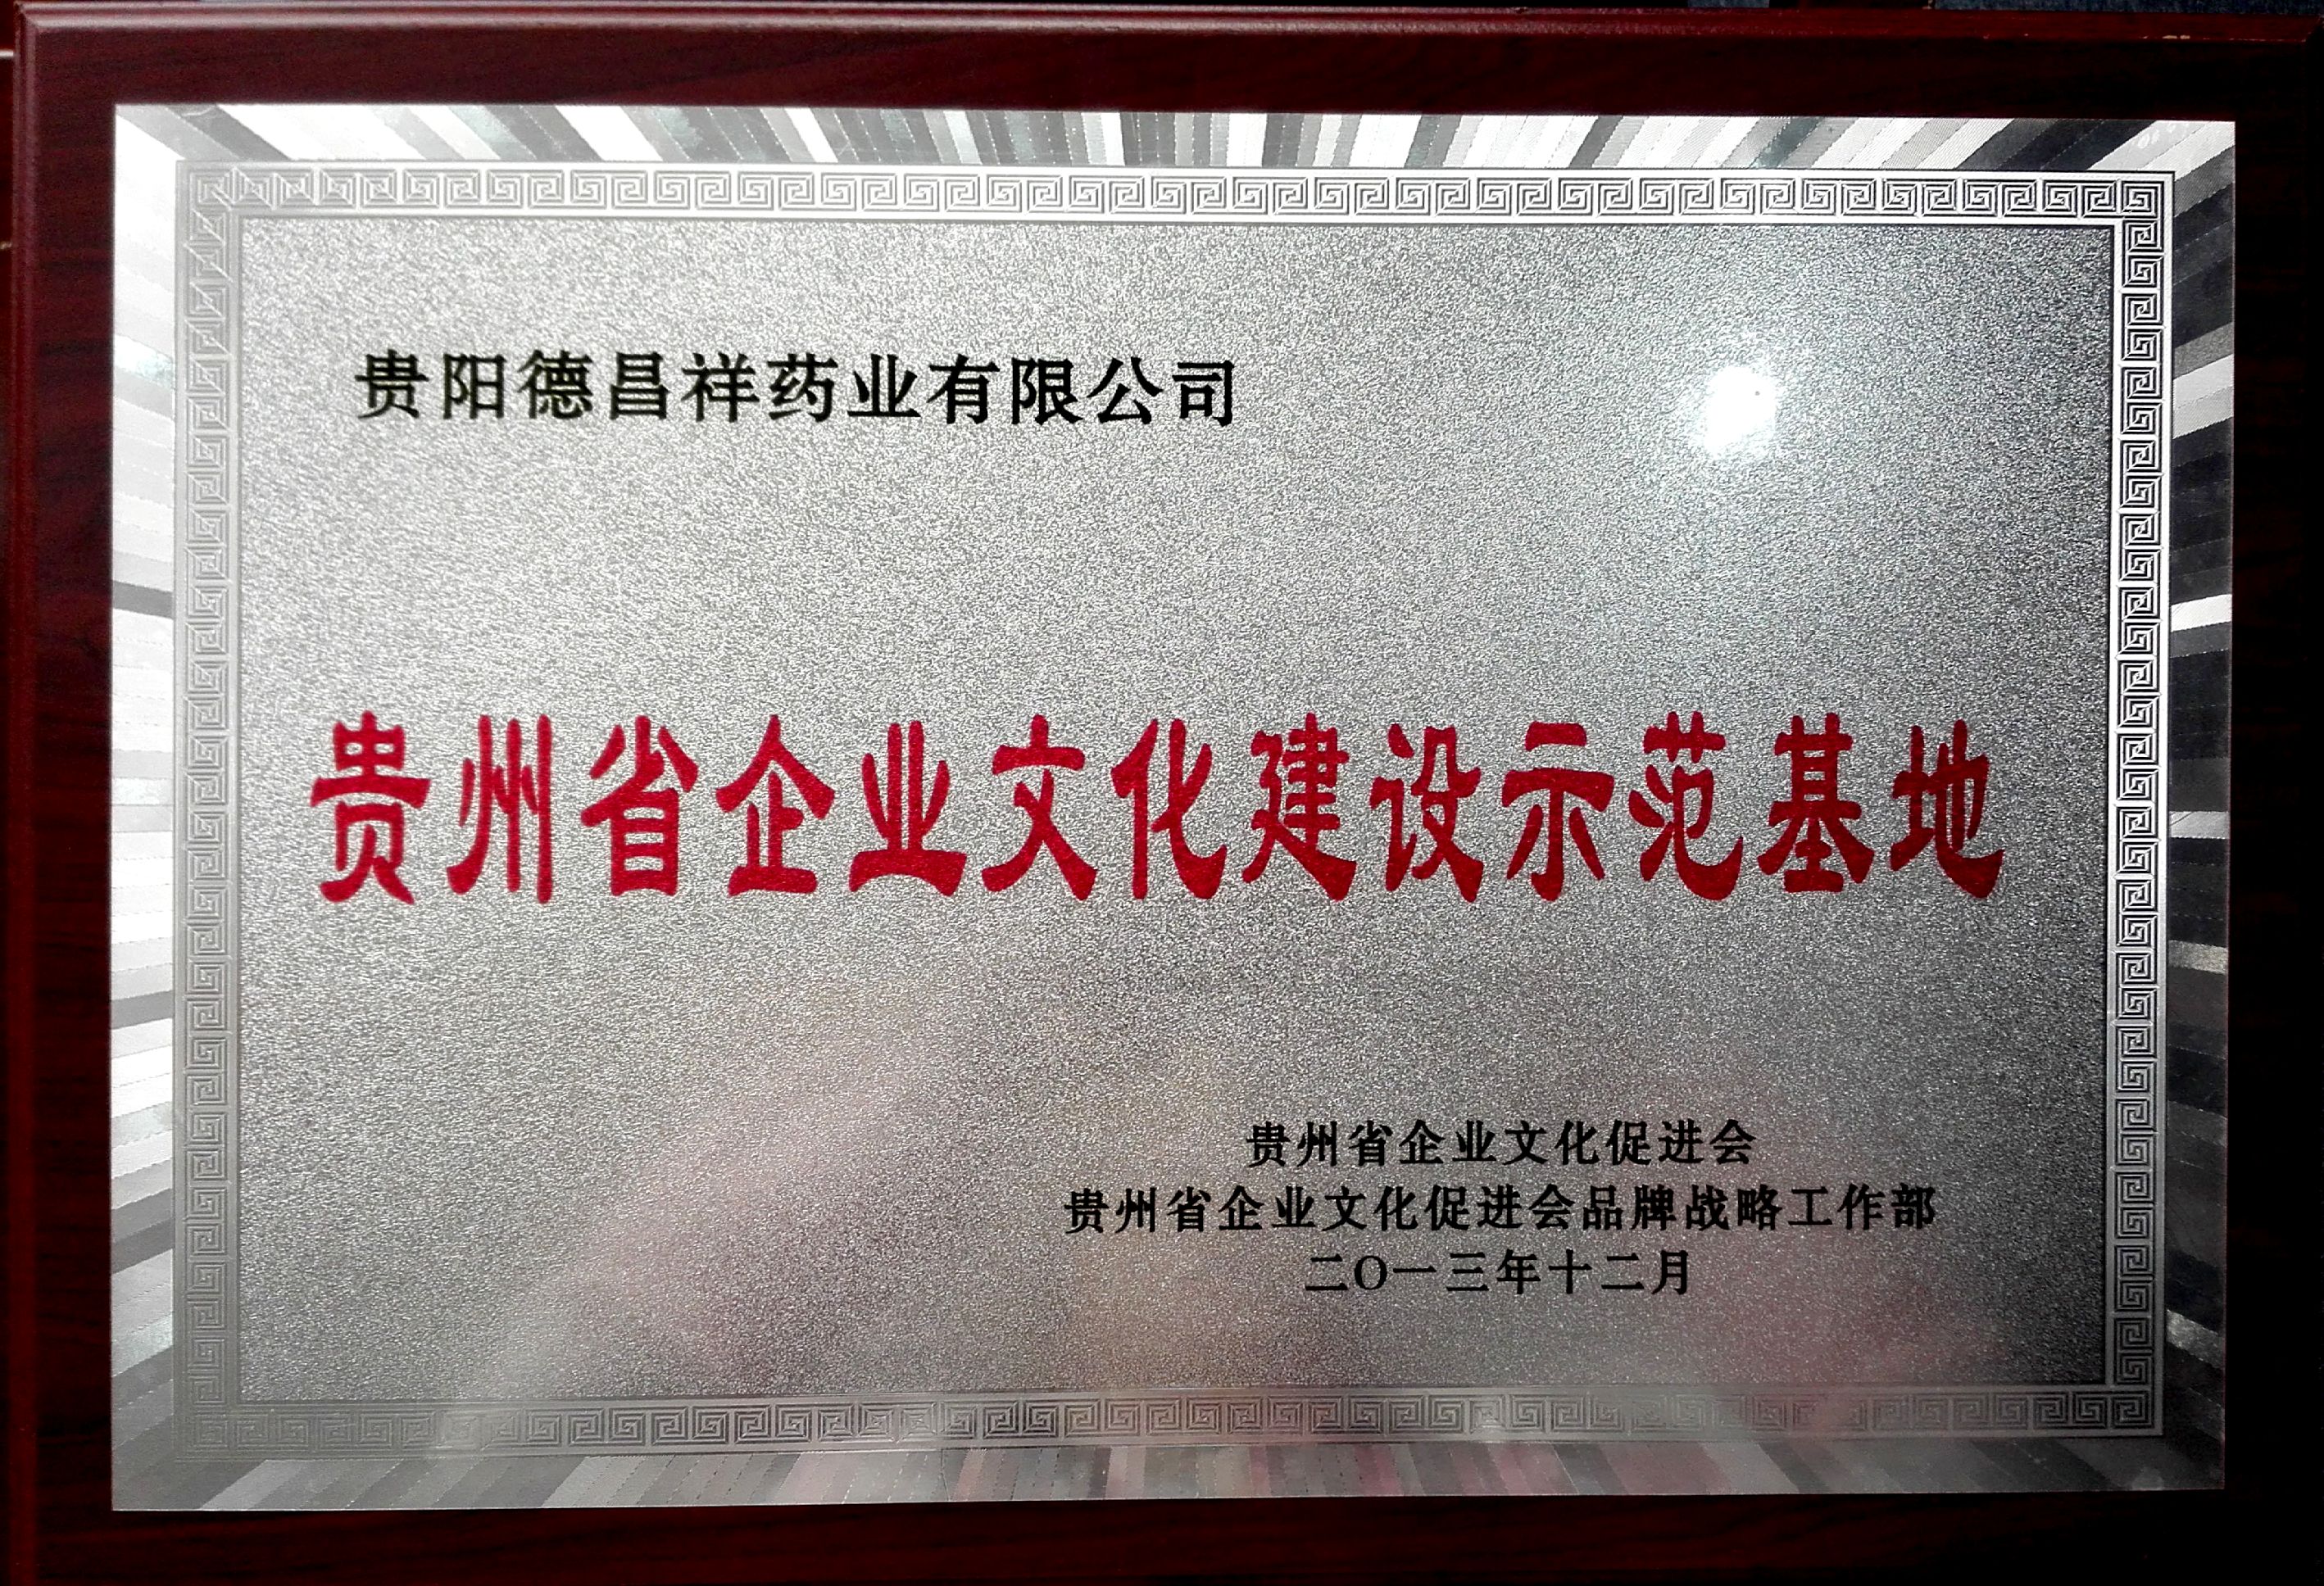 贵阳德昌祥药业有限公司
贵州省企业文化建设示范基地
贵州省企业文化促进会
贵州省企业文化促进会品牌战略工作部
二O一三年十二月